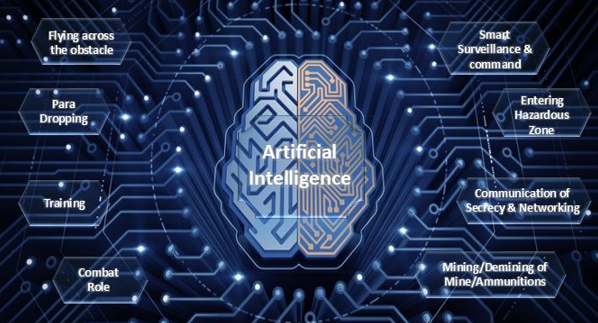 Flying across
the obstacle
Para
Dropping
Training
Combat
Role
Artificial
Intelligence
Smart
Surveillance &
command
Entering
Hazardous
Zone
Communication of
Secrecy & Networking
Mining/Demining of
Mine/Ammunitions